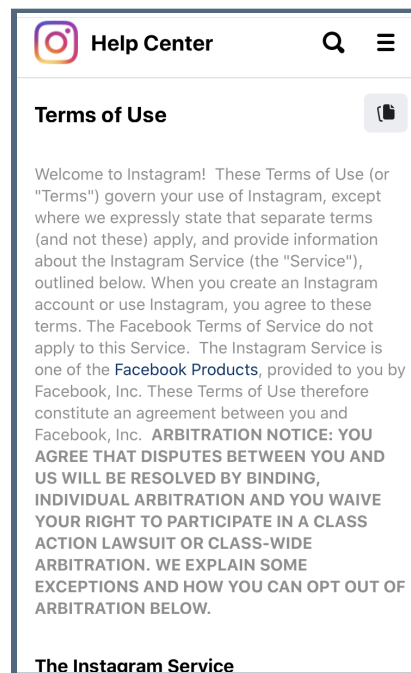 Help Center
Terms of Use
Welcome to Instagram!  These Terms of Use (or
"Terms") govern your use of Instagram, except
where we expressly state that separate terms
(and not these) apply, and provide information
about the Instagram Service (the "Service"),
outlined below. When you create an Instagram
account or use Instagram, you agree to these
terms. The Facebook Terms of Service do not
apply to this Service.  The Instagram Service is
one of the Facebook Products, provided to you by
Facebook, Inc. These Terms of Use therefore
constitute an agreement between you and
Facebook, Inc.  ARBITRATION NOTICE: YOU
AGREE THAT DISPUTES BETWEEN YOU AND
US WILL BE RESOLVED BY BINDING,
INDIVIDUAL ARBITRATION AND YOU WAIVE
YOUR RIGHT TO PARTICIPATE IN A CLASS
ACTION LAWSUIT OR CLASS-WIDE
ARBITRATION. WE EXPLAIN SOME
EXCEPTIONS AND HOW YOU CAN OPT OUT OF
ARBITRATION BELOW.
The Instagram Service